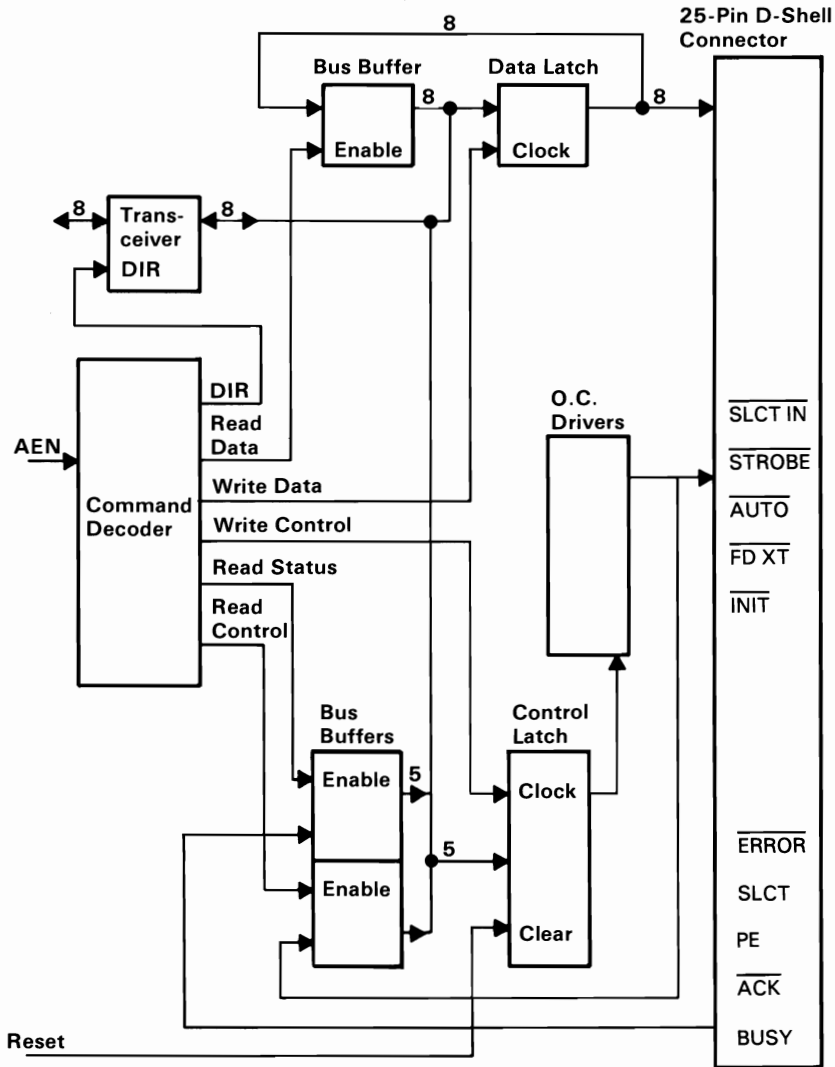 25-Pin D-Shell
Connector
8
Bus Buffer
Data Latch
8
8
Enable
Clock
8
Trans-
ceiver
8
DIR
DIR
Read
Data
AEN
Command
Decoder
Write Data
Write Control
Read Status
Read
Control
O.C.
Drivers
SLCT IN
STROBE
AUTO
FD XT
INIT
Bus
Buffers
Control
Latch
Enable
5
Clock
5
Enable
Clear
ERROR
SLCT
PE
ACK
BUSY
Reset